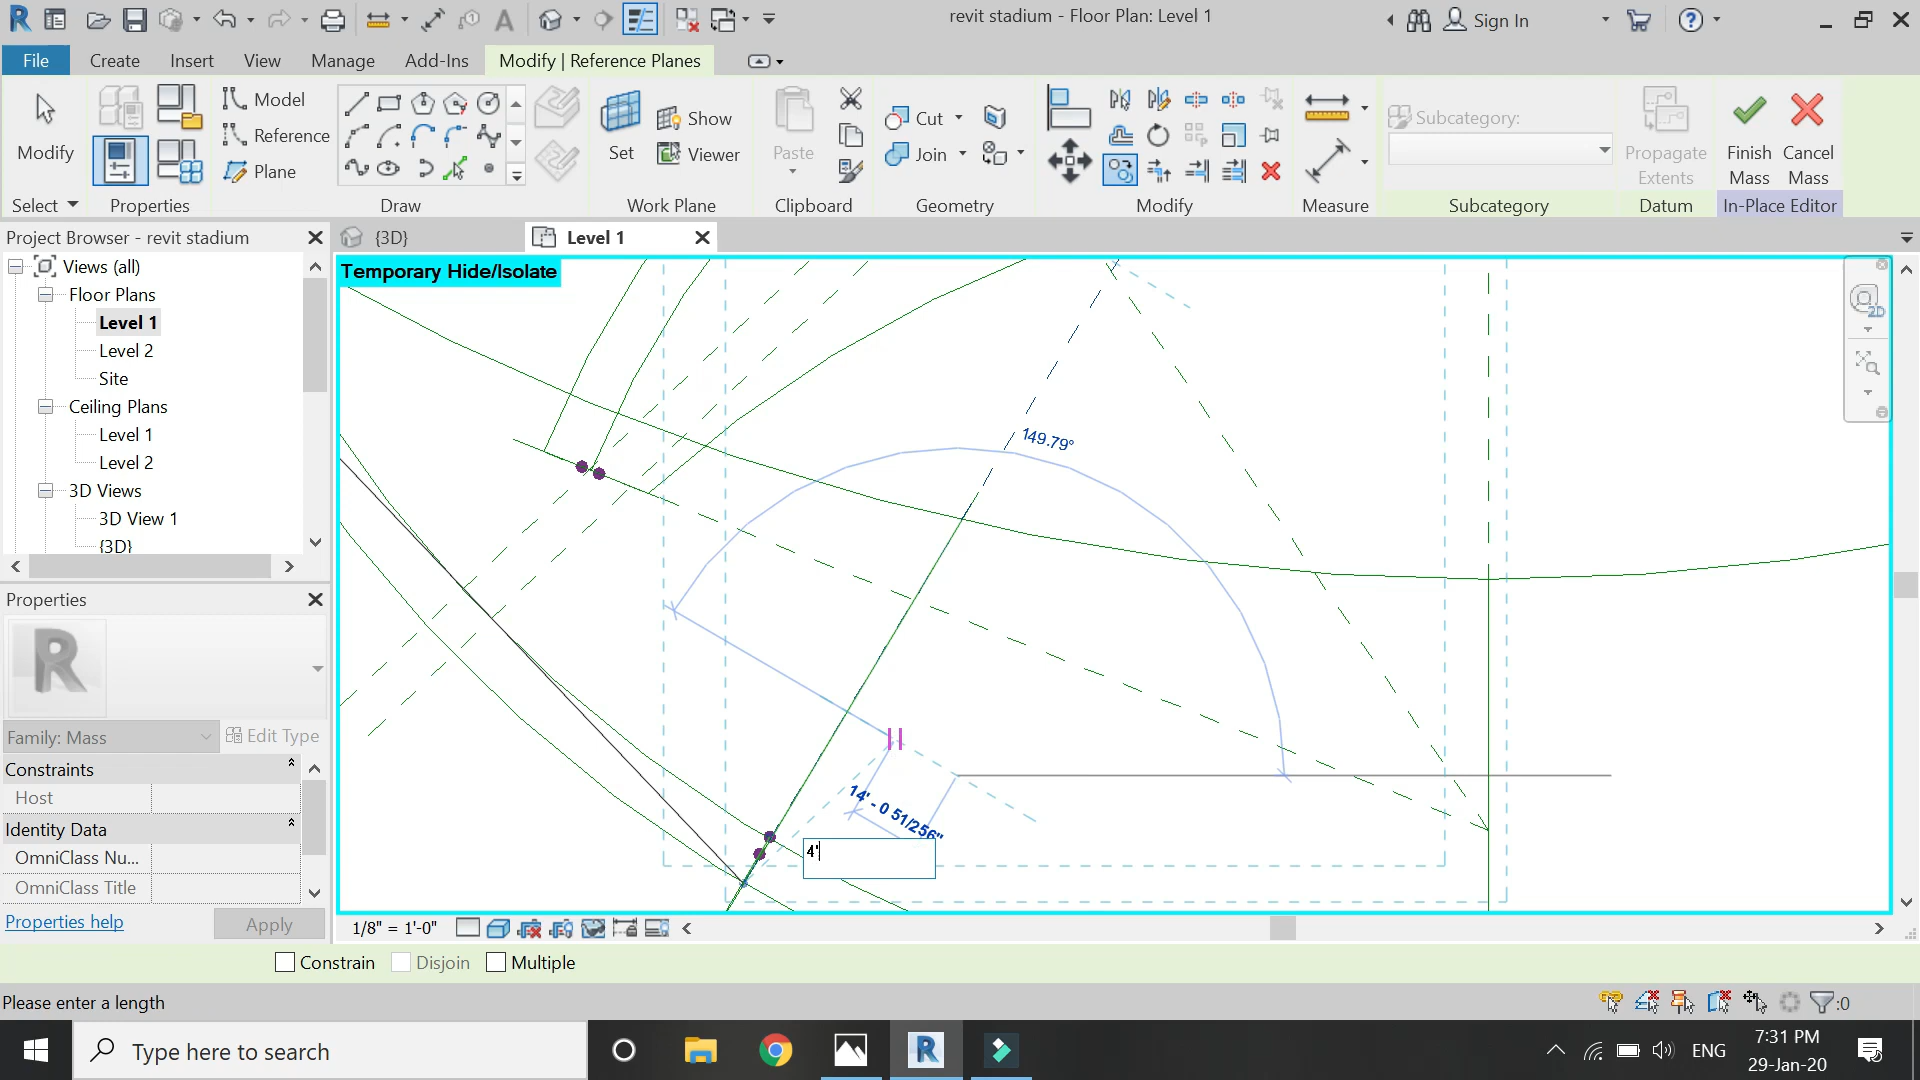 revit stadium - Floor Plan: Level 1
Sign In
File
Create
Insert
View
Manage
Add-Ins
Modify | Reference Planes
Modify
Model
Reference
Plane
Set
Show
Viewer
Paste
Cut
Join
Subcategory:
Propagate
Extents
Finish
Mass
Cancel
Mass
Select
Properties
Draw
Work Plane
Clipboard
Geometry
Modify
Measure
Subcategory
Datum
In-Place Editor
Project Browser - revit stadium
{3D}
Level 1
Views (all)
Floor Plans
Level 1
Level 2
Site
Ceiling Plans
Level 1
Level 2
3D Views
3D View 1
{3D}
Temporary Hide/Isolate
2D
149.79°
14' - 0 51/256"
4'
Properties
R
Family: Mass
Edit Type
Constraints
Host
Identity Data
OmniClass Nu...
OmniClass Title
Properties help
Apply
1/8" = 1'-0"
Constrain
Disjoin
Multiple
Please enter a length
:0
Type here to search
ENG
7:31 PM
29-Jan-20